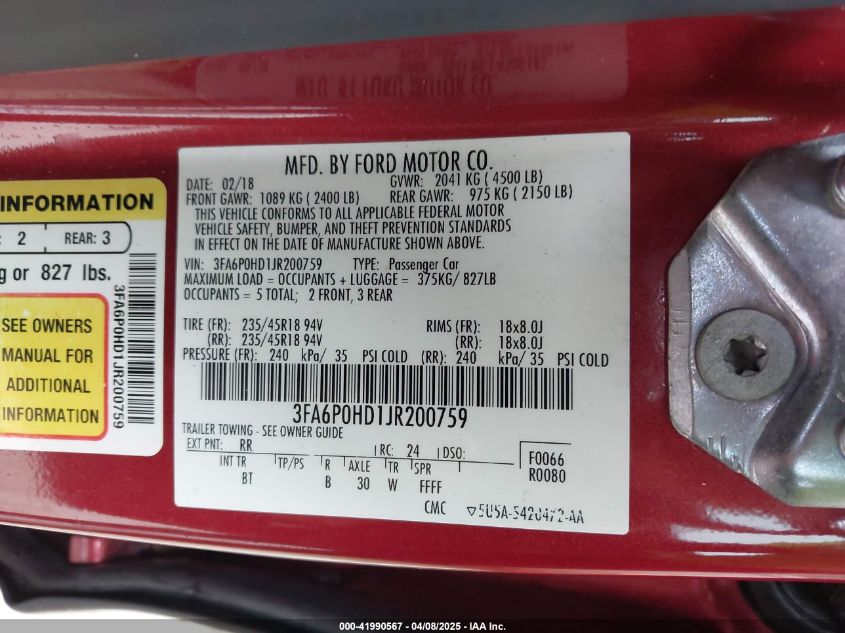 MFD. BY FORD MOTOR CO.
DATE: 02/18 GVWR: 2041 KG ( 4500 LB)
FRONT GAWR: 1089 KG ( 2400 LB) REAR GAWR: 975 KG ( 2150 LB)
THIS VEHICLE CONFORMS TO ALL APPLICABLE FEDERAL MOTOR
VEHICLE SAFETY, BUMPER, AND THEFT PREVENTION STANDARDS
IN EFFECT ON THE DATE OF MANUFACTURE SHOWN ABOVE.
VIN: 3FA6P0HD1JR200759 TYPE: Passenger Car
MAXIMUM LOAD = OCCUPANTS + LUGGAGE = 375KG/ 827LB
OCCUPANTS = 5 TOTAL; 2 FRONT, 3 REAR
TIRE (FR): 235/45R18 94V RIMS (FR): 18x8.0J
(RR): 235/45R18 94V (RR): 18x8.0J
PRESSURE (FR): 240 kPa/ 35 PSI COLD (RR): 240 kPa/ 35 PSI COLD
3FA6P0HD1JR200759
TRAILER TOWING - SEE OWNER GUIDE
EXT PNT: RR RC: 24 DSO: F0066
INT TR TP/PS R AXLE TR SPR R0080
BT B 30 W FFFF
CMC
INFORMATION
: 2 REAR: 3
g or 827 lbs.
SEE OWNERS
MANUAL FOR
ADDITIONAL
INFORMATION
3FA6P0HD1JR200759
000-41990567 - 04/08/2025 - IAA Inc.